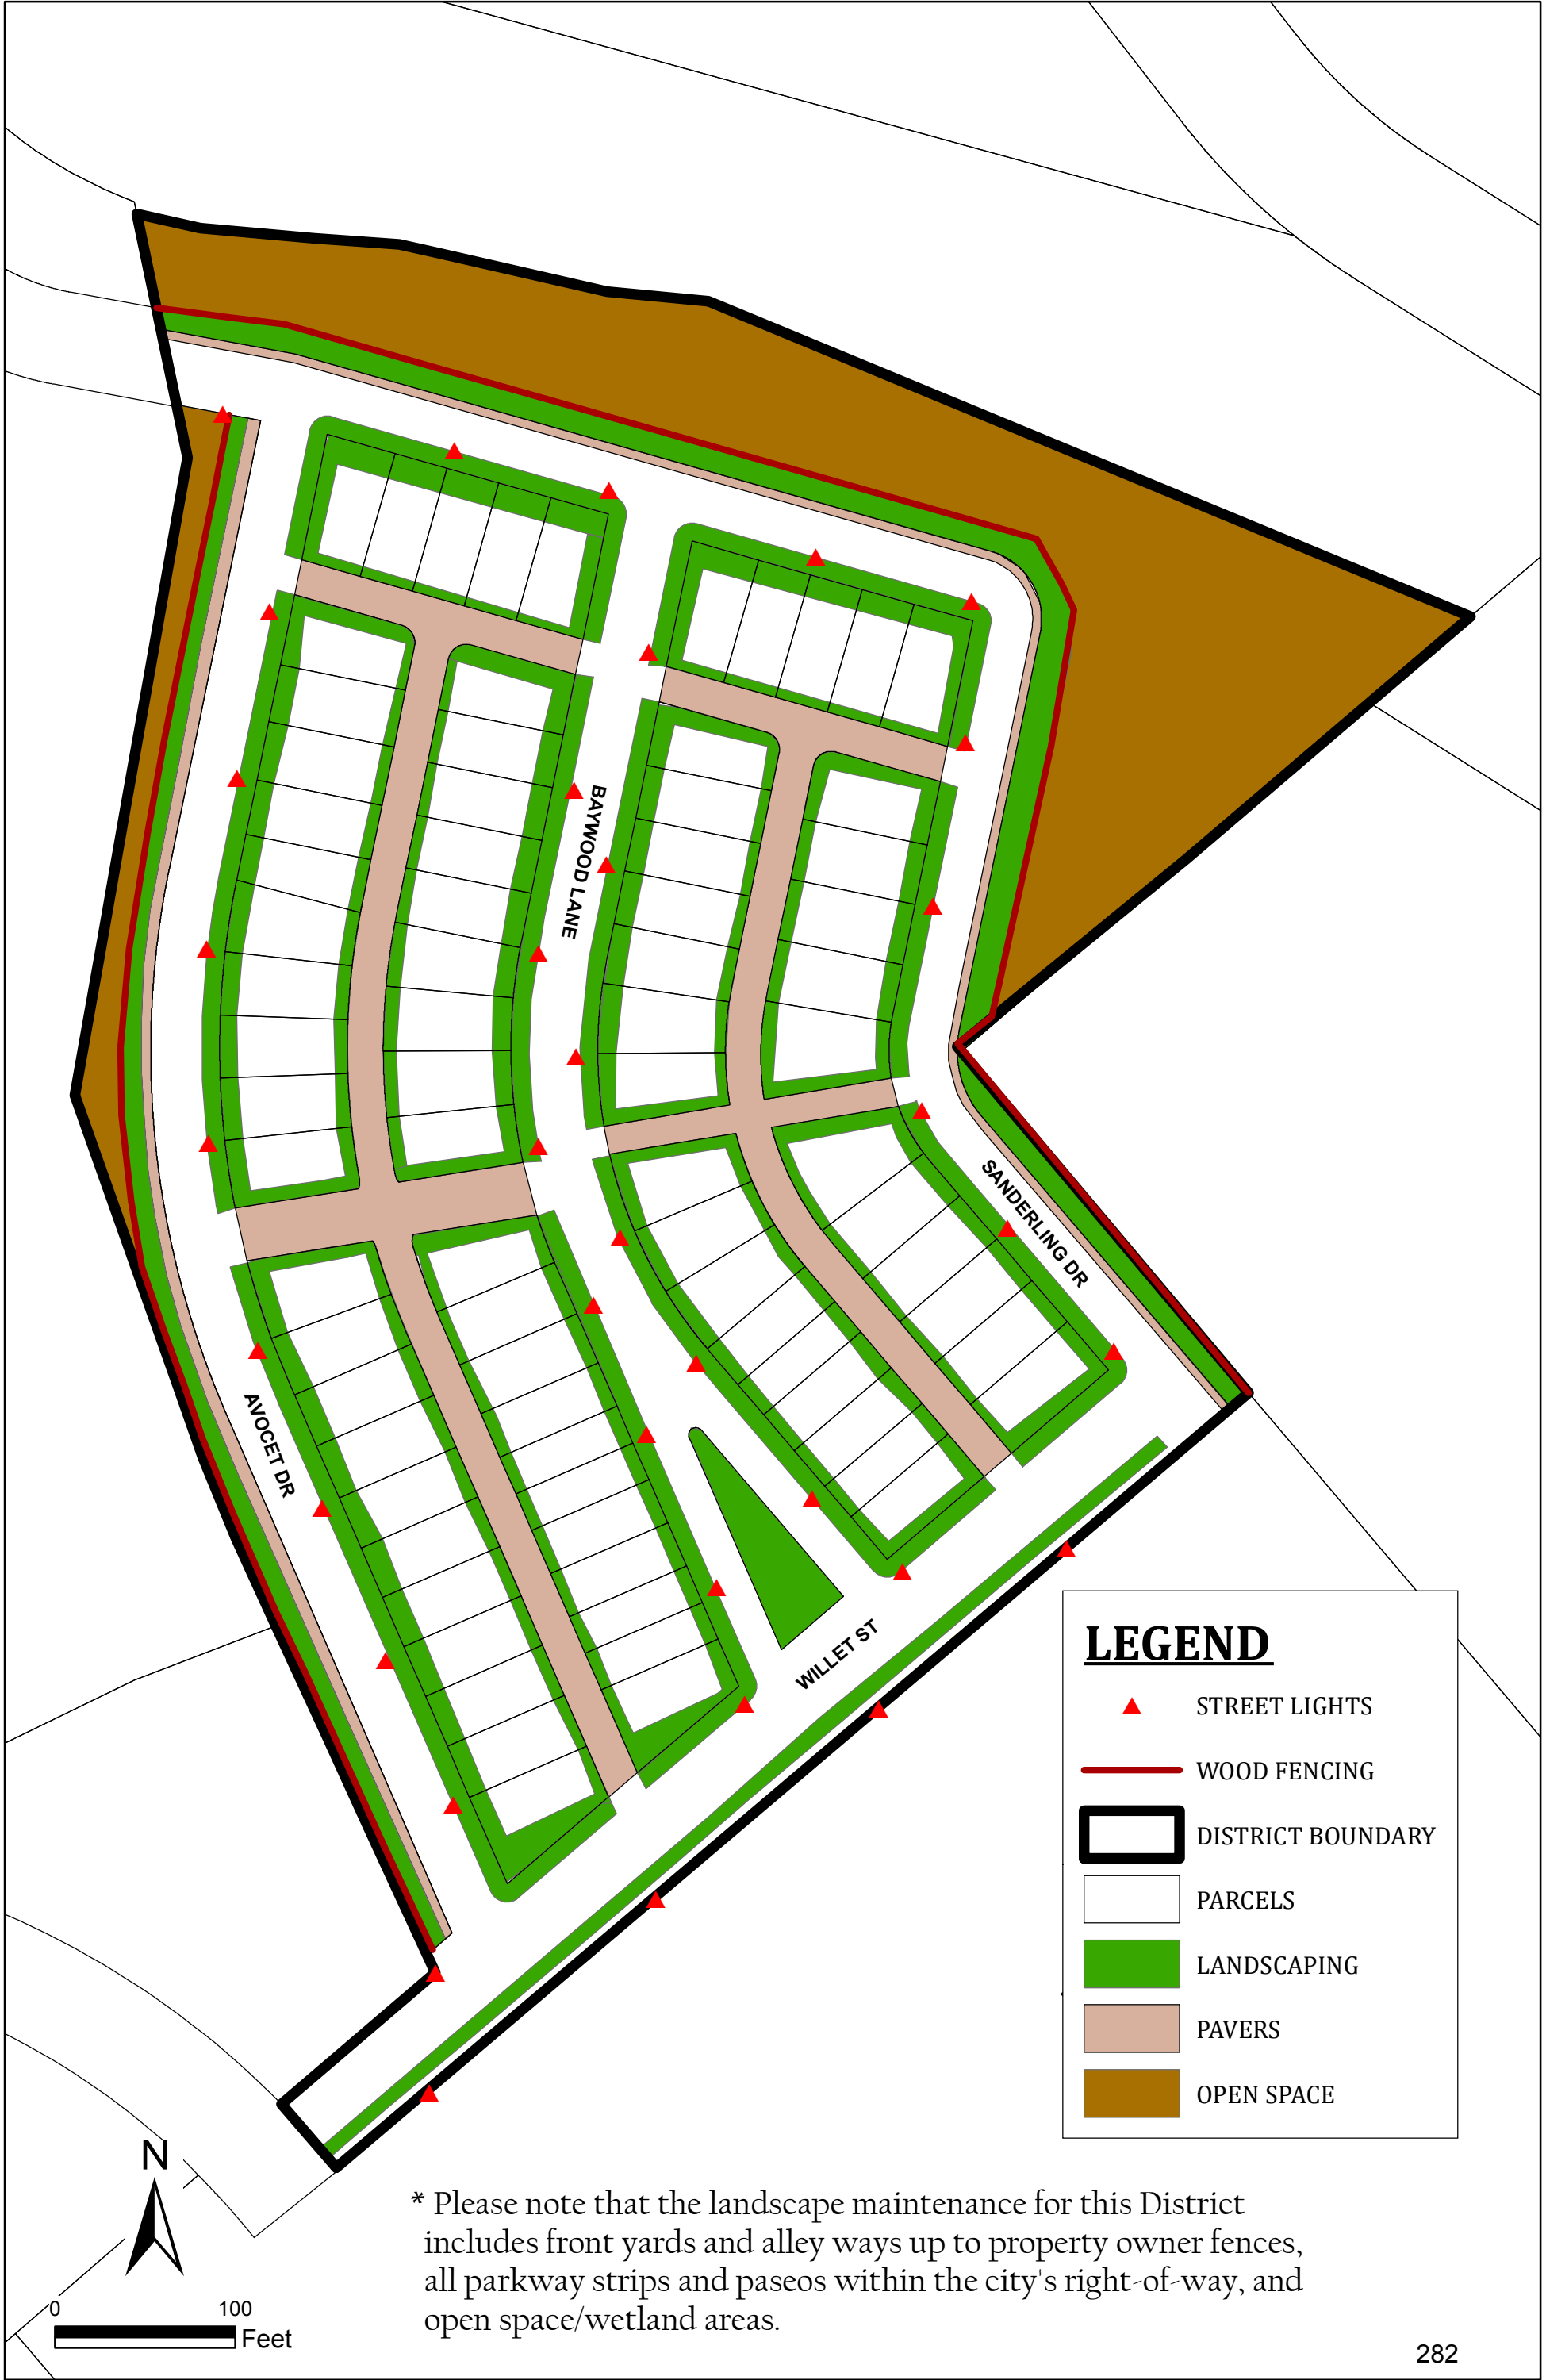 BAYWOOD LANE
SANDERLING DR
AVOCET DR
WILLET ST
LEGEND
STREET LIGHTS
WOOD FENCING
DISTRICT BOUNDARY
PARCELS
LANDSCAPING
PAVERS
OPEN SPACE
N
* Please note that the landscape maintenance for this District
includes front yards and alley ways up to property owner fences,
all parkway strips and paseos within the city's right-of-way, and
open space/wetland areas.
0 100
Feet
282